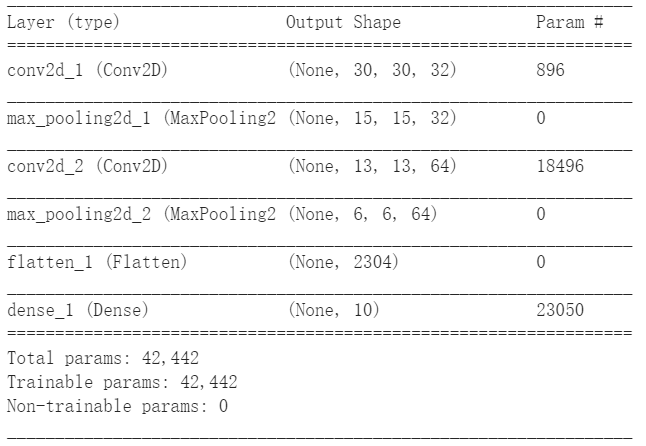 Layer (type) Output Shape Param #
conv2d_1 (Conv2D) (None, 30, 30, 32) 896
max_pooling2d_1 (MaxPooling2 (None, 15, 15, 32) 0
conv2d_2 (Conv2D) (None, 13, 13, 64) 18496
max_pooling2d_2 (MaxPooling2 (None, 6, 6, 64) 0
flatten_1 (Flatten) (None, 2304) 0
dense_1 (Dense) (None, 10) 23050
Total params: 42,442
Trainable params: 42,442
Non-trainable params: 0